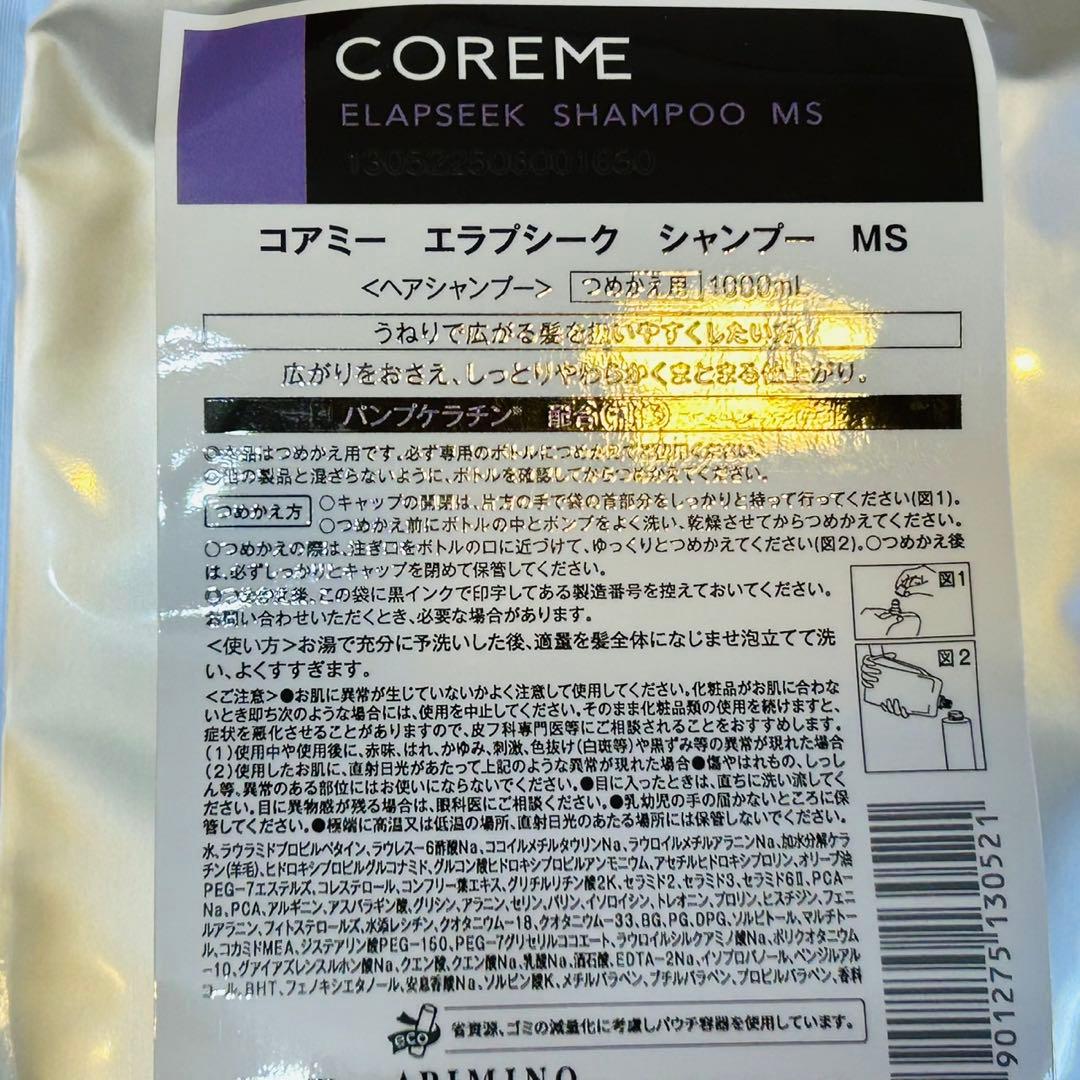 COREME
ELAPSEEK SHAMPOO MS
コアミー エラプシーク シャンプー MS
<ヘアシャンプー> つめかえ用 1000ml
うねりで広がる髪を扱いやすくしたい方に
広がりをおさえ、しっとりやわらかくまとまる仕上がり。
パンプケラチン 配合
○本品はつめかえ用です。必ず専用のボトルにつめかえてご使用ください。
○他の製品と混ざらないように、ボトルを確認してからつめかえてください。
つめかえ方 ○キャップの開閉は、片方の手で袋の首部分をしっかりと持って行ってください(図1)。
○つめかえ前にボトルの中とポンプをよく洗い、乾燥させてからつめかえてください。
○つめかえの際は、注ぎ口をボトルの口に近づけて、ゆっくりとつめかえてください(図2)。○つめかえ後
は、必ずしっかりとキャップを閉めて保管してください。
○つめかえ後、この袋に黒インクで印字してある製造番号を控えておいてください。
お問い合わせいただくとき、必要な場合があります。
図1
図2
<使い方>お湯で充分に予洗いした後、適量を髪全体になじませ泡立てて洗
い、よくすすぎます。
<ご注意>●お肌に異常が生じていないかよく注意して使用してください。化粧品がお肌に合わな
いとき即ち次のような場合には、使用を中止してください。そのまま化粧品類の使用を続けますと、
症状を悪化させることがありますので、皮フ科専門医等にご相談されることをおすすめします。
(1)使用中や使用後に、赤味、はれ、かゆみ、刺激、色抜け(白斑等)や黒ずみ等の異常が現れた場合
(2)使用したお肌に、直射日光があたって上記のような異常が現れた場合●傷やはれもの、しっし
ん等、異常のある部位にはお使いにならないでください。●目に入ったときは、直ちに洗い流してく
ださい。目に異物感が残る場合は、眼科医にご相談ください。●乳幼児の手の届かないところに保
管してください。●極端に高温又は低温の場所、直射日光のあたる場所には保管しないでください。
水、ラウラミドプロピルベタイン、ラウレス-6酢酸Na、ココイルメチルタウリンNa、ラウロイルメチルアラニンNa、加水分解ケラ
チン(羊毛)、ヒドロキシプロピルグルコナミド、グルコン酸ヒドロキシプロピルアンモニウム、アセチルヒドロキシプロリン、オリーブ油
PEG-7エステルズ、コレステロール、コンフリー葉エキス、グリチルリチン酸2K、セラミド2、セラミド3、セラミド6Ⅱ、PCA-
Na、PCA、アルギニン、アスパラギン酸、グリシン、アラニン、セリン、バリン、イソロイシン、トレオニン、プロリン、ヒスチジン、フェニ
ルアラニン、フィトステロールズ、水添レシチン、クオタニウム-18、クオタニウム-33、BG、PG、DPG、ソルビトール、マルチトー
ル、コカミドMEA、ジステアリン酸PEG-150、PEG-7グリセリルココエート、ラウロイルシルクアミノ酸Na、ポリクオタニウム
-10、グアイアズレンスルホン酸Na、クエン酸、クエン酸Na、乳酸Na、酒石酸、EDTA-2Na、イソプロパノール、ベンジルアル
コール、BHT、フェノキシエタノール、安息香酸Na、ソルビン酸K、メチルパラベン、ブチルパラベン、プロピルパラベン、香料
eco 省資源、ゴミの減量化に考慮しパウチ容器を使用しています。
ARIMINO
4901275130521